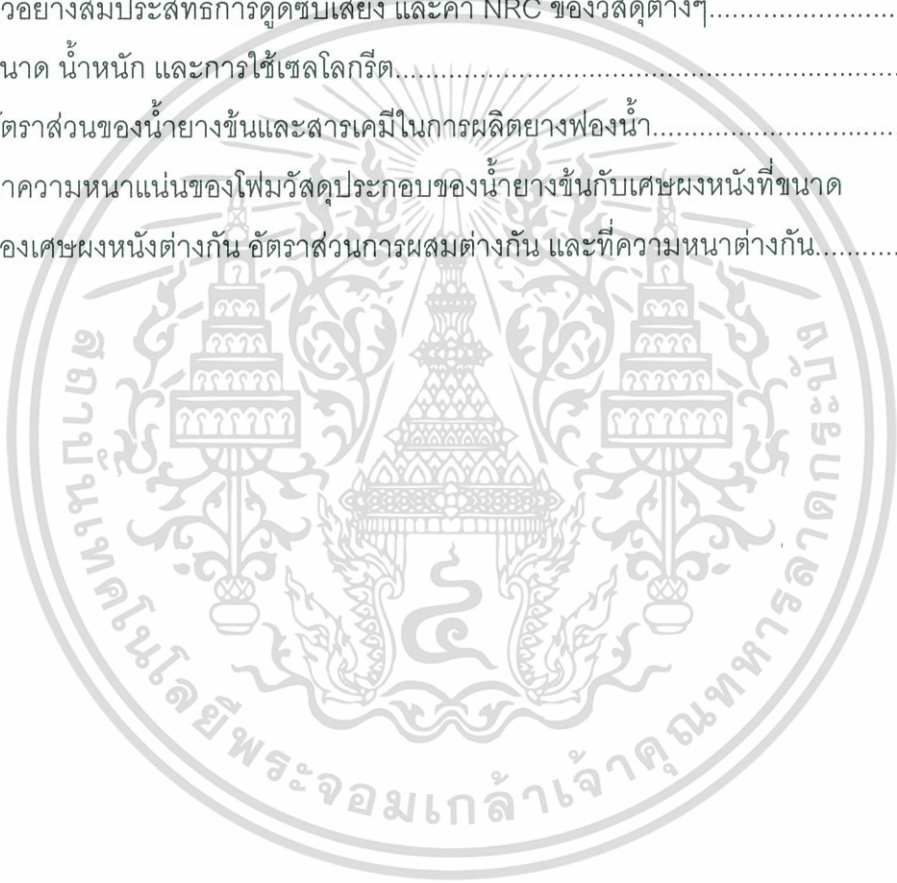 วอย่างสัมประสิทธิ์การดูดซับเสียง และค่า NRC ของวัสดุต่างๆ........................
นาด น้ำหนัก และการใช้เซลโลกรีต........................................................
ัตราส่วนของน้ำยางข้นและสารเคมีในการผลิตยางฟองน้ำ..............................
าความหนาแน่นของโฟมวัสดุประกอบของน้ำยางข้นกับเศษผงหนังที่ขนาด
องเศษผงหนังต่างกัน อัตราส่วนการผสมต่างกัน และที่ความหนาต่างกัน............
สถาบันเทคโนโลยีพระจอมเกล้าเจ้าคุณทหารลาดกระบัง